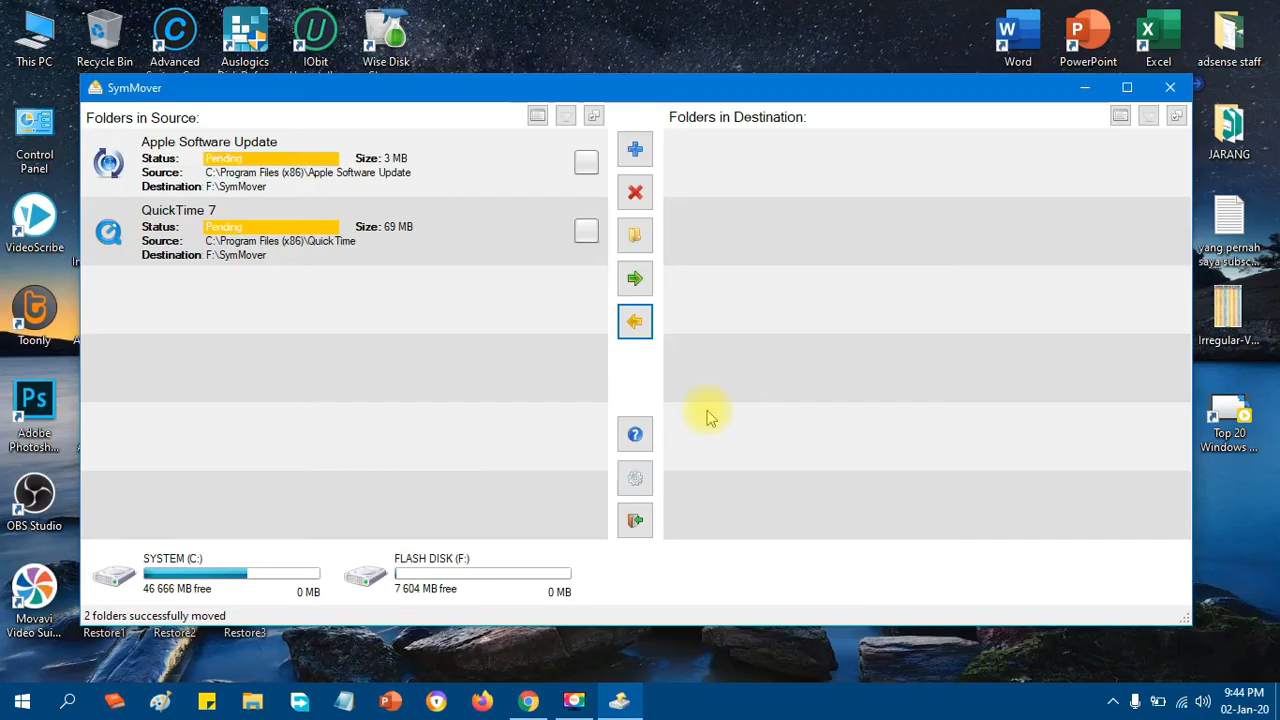 This PC
Recycle Bin
Advanced
Auslogics
IObit
Wise Disk
Word
PowerPoint
Excel
adsense staff
SymMover
Folders in Source:
Folders in Destination:
Apple Software Update
Status: Pending Size: 3 MB
Source: C:\Program Files (x86)\Apple Software Update
Destination: F:\SymMover
QuickTime 7
Status: Pending Size: 69 MB
Source: C:\Program Files (x86)\QuickTime
Destination: F:\SymMover
Control
Panel
JARANG
VideoScribe
yang pernah
saya subsc...
Toonly
Irregular-V...
Adobe
Photosh...
Top 20
Windows ...
OBS Studio
SYSTEM (C:)
46 666 MB free 0 MB
FLASH DISK (F:)
7 604 MB free 0 MB
2 folders successfully moved
Movavi
Video Sui...
Restore1
Restore2
Restore3
9:44 PM
02-Jan-20